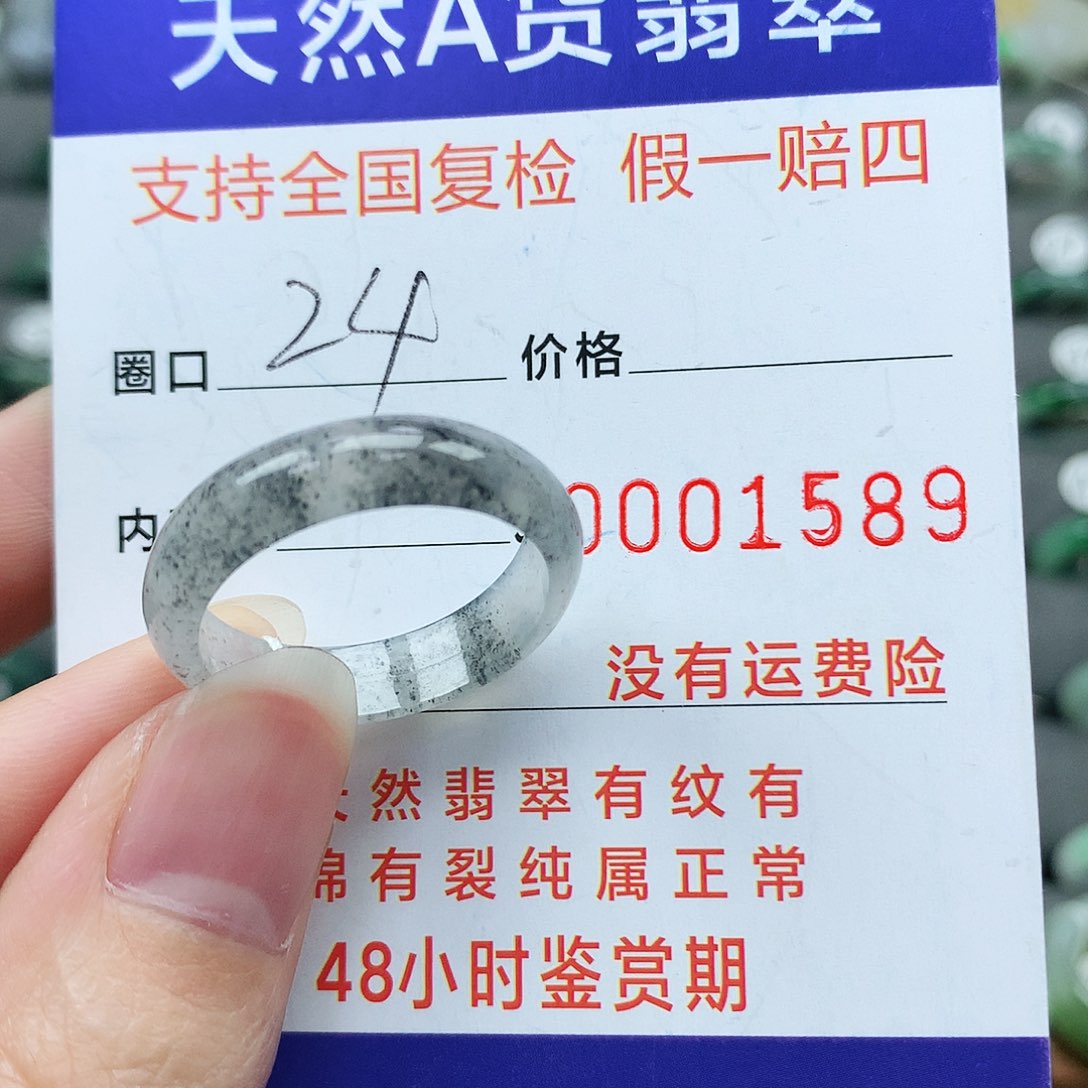 天然A货翡翠
支持全国复检 假一赔四
圈口 24 价格
内 0001589
没有运费险
天然翡翠有纹有
棉有裂纯属正常
48小时鉴赏期